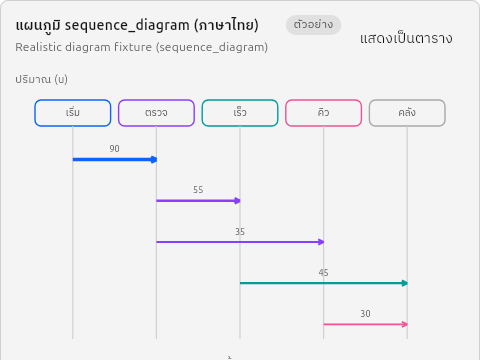 แผนภูมิ sequence_diagram (ภาษาไทย)
ตัวอย่าง
แสดงเป็นตาราง
Realistic diagram fixture (sequence_diagram)
ปริมาณ (น)
เริ่ม
ตรวจ
เร็ว
คิว
คลัง
90
55
35
45
30